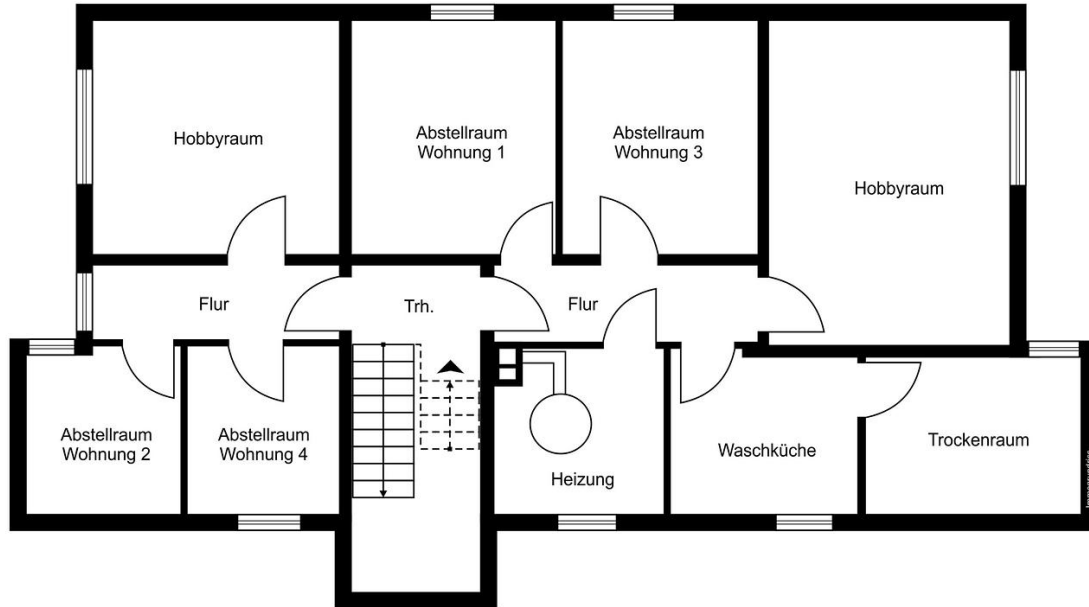 Hobbyraum
Abstellraum
Wohnung 1
Abstellraum
Wohnung 3
Hobbyraum
Flur
Trh.
Flur
Abstellraum
Wohnung 2
Abstellraum
Wohnung 4
Heizung
Waschküche
Trockenraum